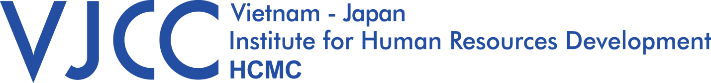 VJCC
Vietnam - Japan
Institute for Human Resources Development
HCMC